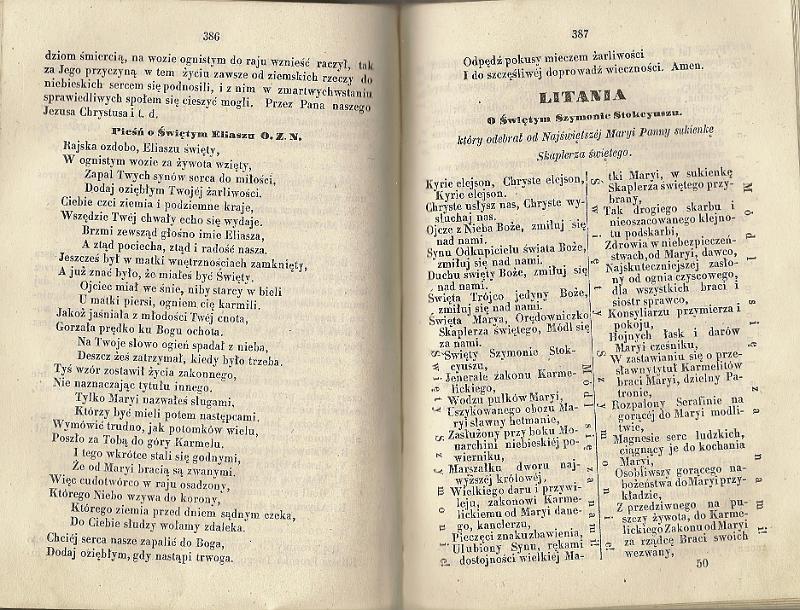 386
dziom śmiercią, na wozie ognistym do raju wznieść raczył, tak
za Jego przyczyną w tem życiu zawsze od ziemskich rzeczy do
niebieskich sercem się podnosili, i z nim w zmartwychwstaniu
sprawiedliwych społem się cieszyć mogli. Przez Pana naszego
Jezusa Chrystusa i t. d.
Pieśń o Świętym Eliaszu O. Z. N.
Rajska ozdobo, Eliaszu święty,
W ognistym wozie za żywota wzięty,
Zapal Twych synów serca do miłości,
Dodaj oziębłym Twojéj żarliwości.
Ciebie czci ziemia i podziemne kraje,
Wszędzie Twéj chwały echo się wydaje.
Brzmi zewsząd głośno imie Eliasza,
A ztąd pociecha, ztąd i radość nasza.
Jeszcześ był w matki wnętrznościach zamknięty,
A już znać było, że miałeś być Święty,
Ojciec miał we śnie, niby starcy w bieli
U matki piersi, ogniem cię karmili.
Jakoż jaśniała z młodości Twéj cnota,
Gorzała prędko ku Bogu ochota.
Na Twoje słowo ogień spadał z nieba,
Deszcz żeś zatrzymał, kiedy było trzeba.
Tyś wzór zostawił życia zakonnego,
Nie naznaczając tytułu innego.
Tylko Maryi nazwałeś sługami,
Którzy być mieli potem następcami.
Wymówić trudno, jak potomków wielu,
Poszło za Tobą do góry Karmelu.
I tego wkrótce stali się godnymi,
Że od Maryi bracią są zwanymi.
Więc cudotwórco w raju osadzony,
Którego Niebo wzywa do korony,
Którego ziemia przed dniem sądnym czeka,
Do Ciebie słudzy wołamy zdaleka.
Chciéj serca nasze zapalić do Boga,
Dodaj oziębłym, gdy nastąpi trwoga.
387
Odpędź pokusy mieczem żarliwości
I do szczęśliwéj doprowadź wieczności. Amen.
LITANIA
O Świętym Szymonie Stokcyuszu.
który odebrał od Najświętszéj Maryi Panny sukienkę
Skaplerza świętego.
Kyrie elejson, Chryste elejson,
Kyrie elejson.
Chryste usłysz nas, Chryste wy-
słuchaj nas.
Ojcze z Nieba Boże, zmiłuj się
nad nami.
Synu Odkupicielu świata Boże,
zmiłuj się nad nami.
Duchu święty Boże, zmiłuj się
nad nami.
Święta Trójco jedyny Boże,
zmiłuj się nad nami.
Święta Marya, Orędowniczko
Skaplerza świętego, Módl się
za nami.
Święty Szymonie Stok-
cyuszu,
Jenerale zakonu Karme-
lickiego,
Wodzu pułków Maryi,
Uszykowanego obozu Ma-
ryi sławny hetmanie,
Zasłużony przy boku Mo-
narchini niebieskiéj po-
wierniku,
Marszałku dworu naj-
wyższej królowéj,
Wielkiego daru i przywi-
leju, zakonowi Karme-
lickiemu od Maryi dane-
go, kanclerzu,
Pieczęci znakuzbawienia,
Ulubiony Synu, rękami
dostojności wielkiej Ma-
Święty Szymonie
Módl się za nami!
tki Maryi, w sukienkę
Skaplerza świętego przy-
brany,
Tak drogiego skarbu i
nieoszacowanego klejno-
tu podskarbi,
Zdrowia w niebezpieczeń-
stwach, od Maryi, dawco,
Najskuteczniejszej zasło-
ny od ognia czyscowego,
dla wszystkich braci i
siostr sprawco,
Konsyliarzu przymierza i
pokoju,
Hojnych łask i darów
Maryi cześniku,
W zastawianiu się o prze-
sławny tytuł Karmelitów
braci Maryi, dzielny Pa-
tronie,
Rozpalony Serafinie na
gorącéj do Maryi modli-
twie,
Magnesie serc ludzkich,
ciągnący je do kochania
Maryi,
Osobliwszy gorącego na-
bożeństwa do Maryi przy-
kładzie,
Z przedziwnego na pu-
szczy żywota, do Karme-
lickiego Zakonu od Maryi
za rządcę Braci swoich
wezwany,
Święty Szymonie
Módl się za nami!
50